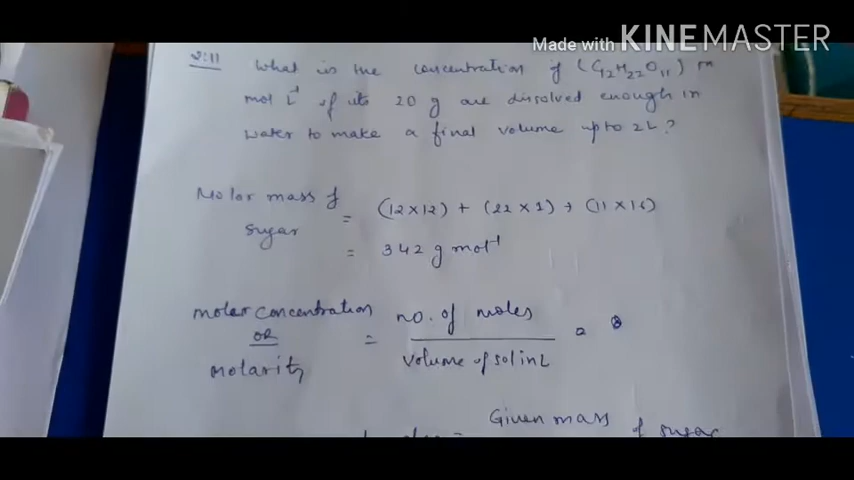 Made with KINEMASTER
2:11 What is the concentration of (C12H22O11) in
mol L⁻¹ if its 20 g are dissolved enough in
water to make a final volume up to 2L?
Molar mass of
sugar = (12×12) + (22×1) + (11×16)
= 342 g mol⁻¹
molar concentration
OR
molarity = no. of moles
volume of sol in L =
Given mass
of sugar